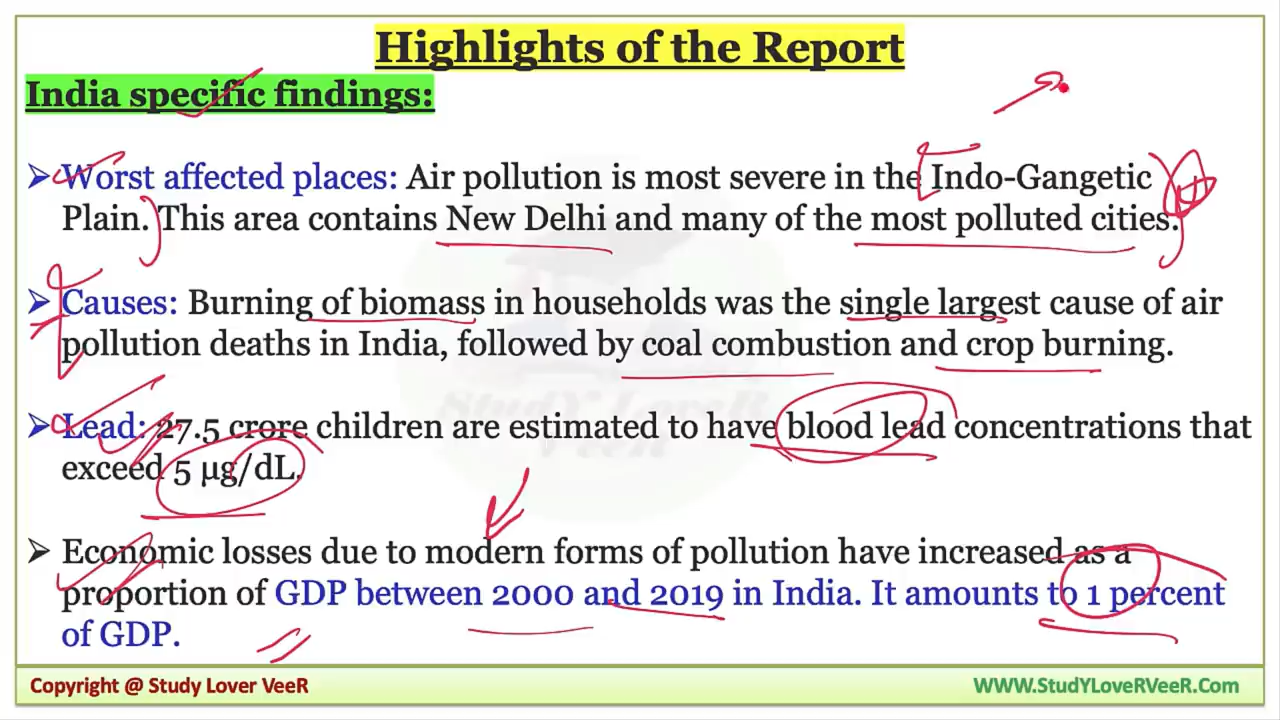 Highlights of the Report
India specific findings:
➢ Worst affected places: Air pollution is most severe in the Indo-Gangetic
Plain. This area contains New Delhi and many of the most polluted cities.
➢ Causes: Burning of biomass in households was the single largest cause of air
pollution deaths in India, followed by coal combustion and crop burning.
➢ Lead: 27.5 crore children are estimated to have blood lead concentrations that
exceed 5 µg/dL.
➢ Economic losses due to modern forms of pollution have increased as a
proportion of GDP between 2000 and 2019 in India. It amounts to 1 percent
of GDP.
StudY LoveR
VeeR
Copyright @ Study Lover VeeR
WWW.StudYLoveRVeeR.Com